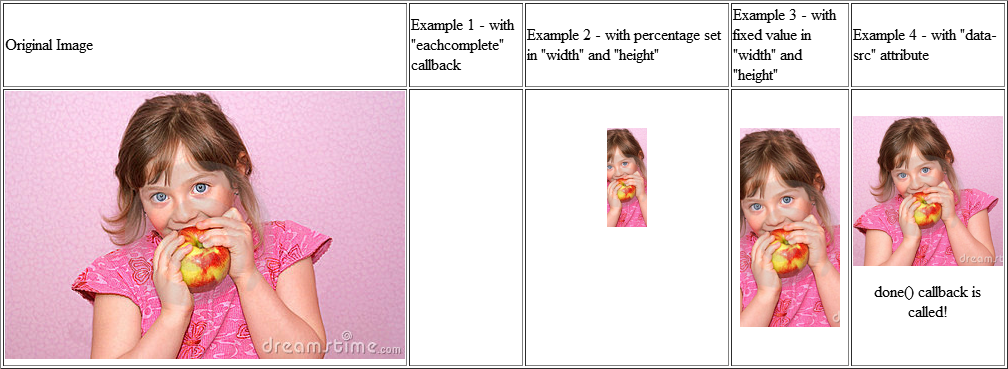 Original Image
Example 1 - with
"eachcomplete"
callback
Example 2 - with percentage set
in "width" and "height"
Example 3 - with
fixed value in
"width" and
"height"
Example 4 - with "data-
src" attribute
dreamstime.com
dreamstim
done() callback is
called!